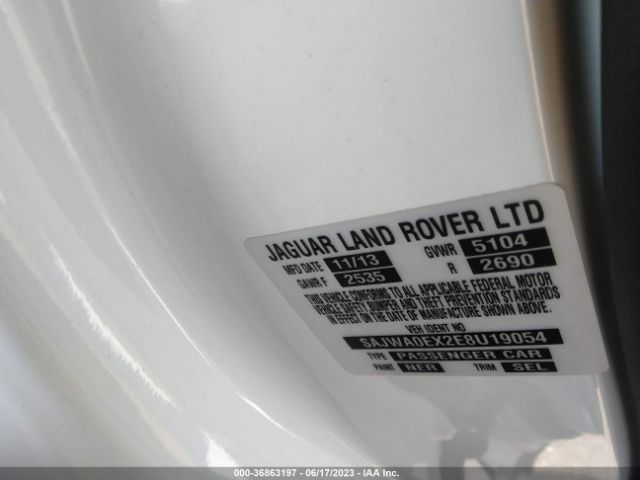 JAGUAR LAND ROVER LTD
MFD DATE 11/13 GVWR 5104
GAWR F 2535 R 2690
THIS VEHICLE CONFORMS TO ALL APPLICABLE FEDERAL MOTOR
VEHICLE SAFETY, BUMPER, AND THEFT PREVENTION STANDARDS
IN EFFECT ON THE DATE OF MANUFACTURE SHOWN ABOVE.
VEH IDENT NO
SAJWA0EX2E8U19054
TYPE PASSENGER CAR
PAINT NER TRIM SEL
000-36863197 - 06/17/2023 - IAA Inc.